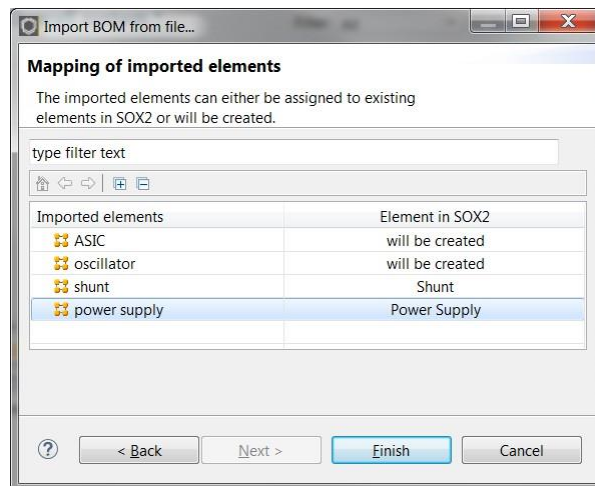 Import BOM from file...
Mapping of imported elements
The imported elements can either be assigned to existing
elements in SOX2 or will be created.
type filter text
Imported elements Element in SOX2
ASIC will be created
oscillator will be created
shunt Shunt
power supply Power Supply
< Back Next > Finish Cancel